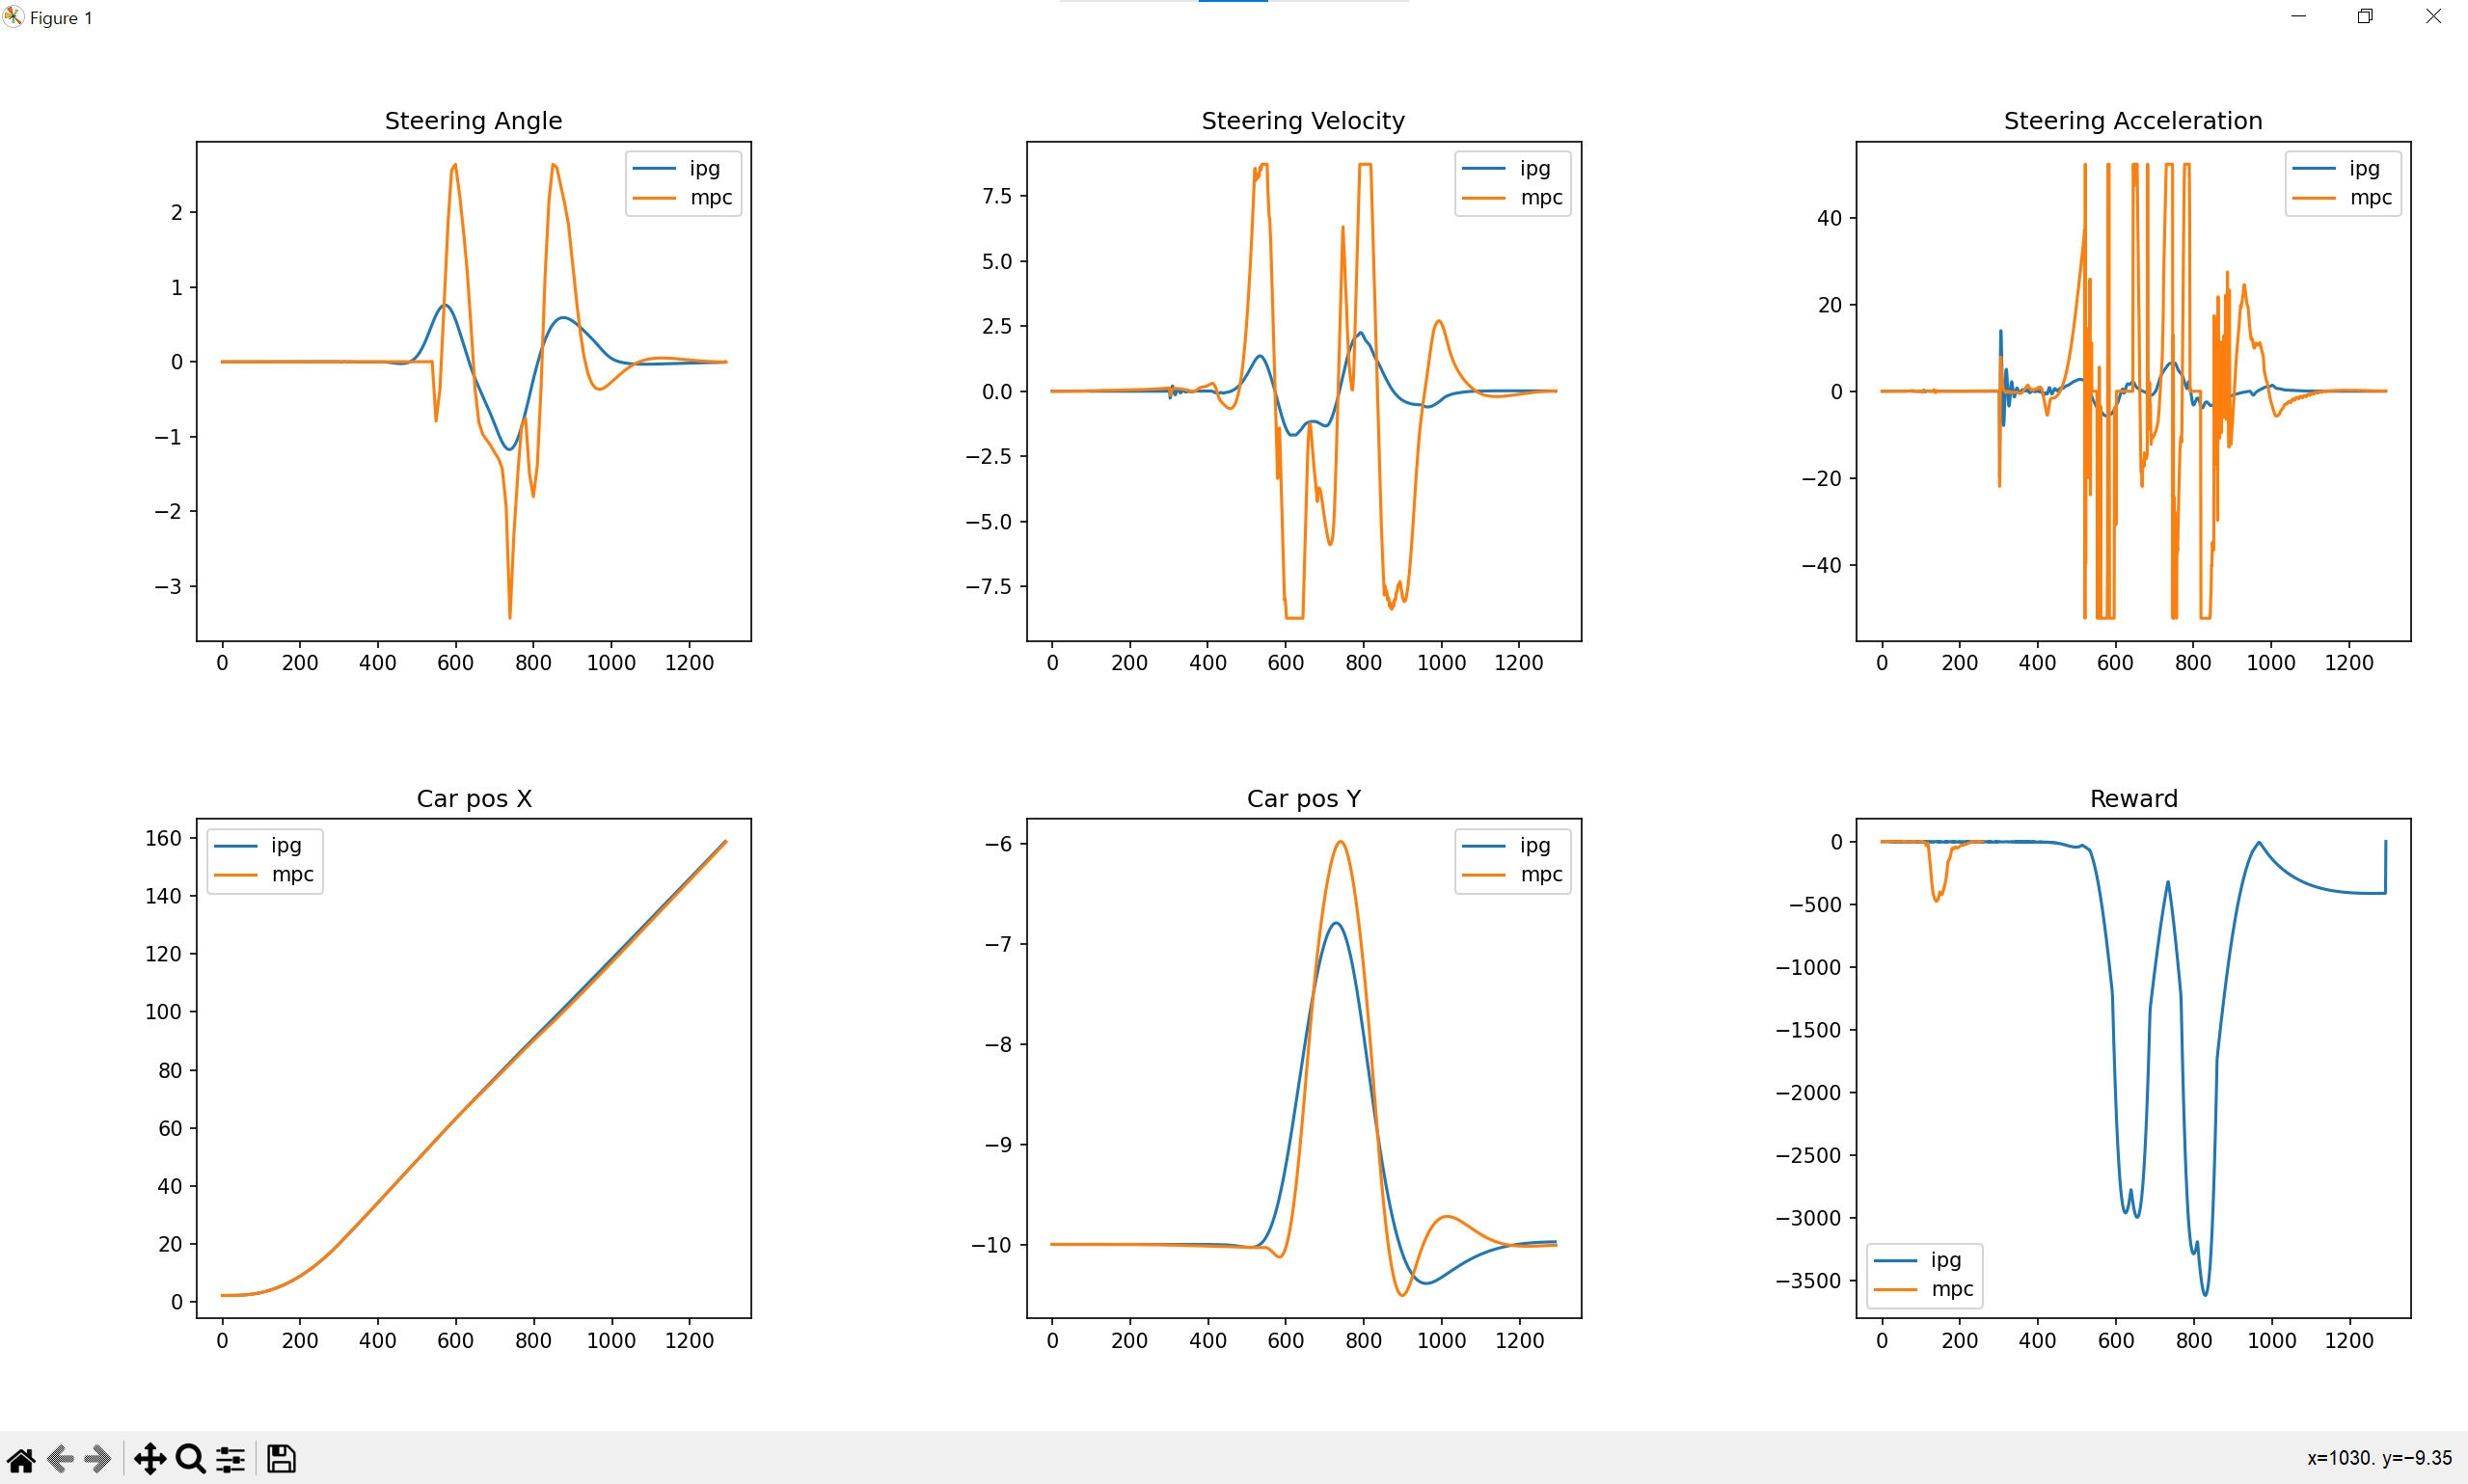 Figure 1
Steering Angle
ipg
mpc
2
1
0
−1
−2
−3
0 200 400 600 800 1000 1200
Steering Velocity
ipg
mpc
7.5
5.0
2.5
0.0
−2.5
−5.0
−7.5
0 200 400 600 800 1000 1200
Steering Acceleration
ipg
mpc
40
20
0
−20
−40
0 200 400 600 800 1000 1200
Car pos X
ipg
mpc
160
140
120
100
80
60
40
20
0
0 200 400 600 800 1000 1200
Car pos Y
ipg
mpc
−6
−7
−8
−9
−10
0 200 400 600 800 1000 1200
Reward
0
−500
−1000
−1500
−2000
−2500
−3000
−3500
ipg
mpc
0 200 400 600 800 1000 1200
x=1030. y=−9.35